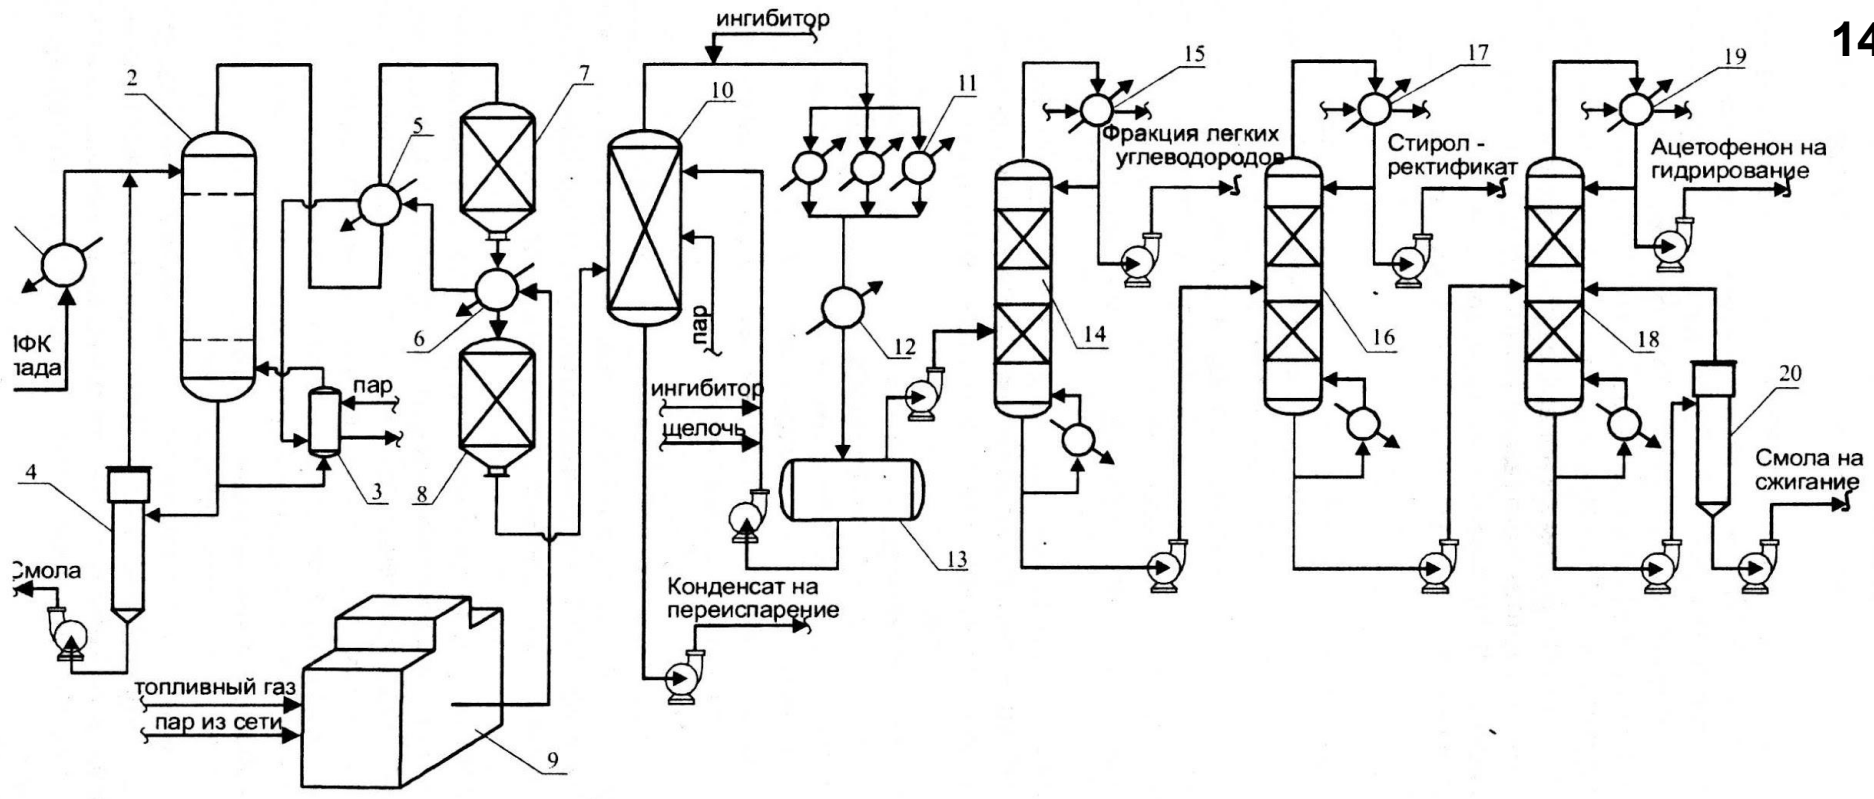 ингибитор
14
2
7
10
11
15
17
19
5
Фракция легких
углеводородов
Стирол -
ректификат
Ацетофенон на
гидрирование
6
12
14
16
18
20
пар
пар
ингибитор
щелочь
4
3
8
13
Смола на
сжигание
Смола
Конденсат на
переиспарение
топливный газ
пар из сети
9